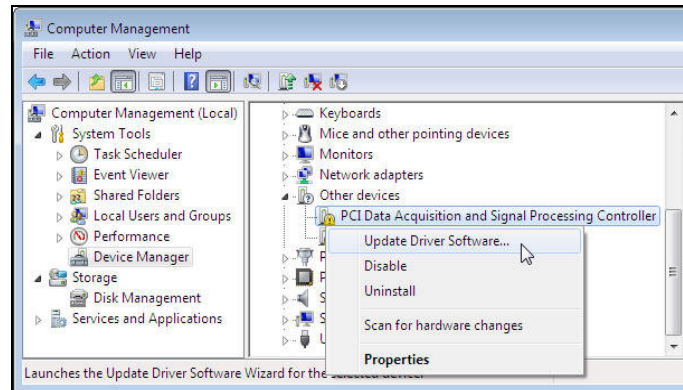 Computer Management
File Action View Help
Computer Management (Local)
System Tools
Task Scheduler
Event Viewer
Shared Folders
Local Users and Groups
Performance
Device Manager
Storage
Disk Management
Services and Applications
Keyboards
Mice and other pointing devices
Monitors
Network adapters
Other devices
PCI Data Acquisition and Signal Processing Controller
P
P
S
S
U
Update Driver Software...
Disable
Uninstall
Scan for hardware changes
Properties
Launches the Update Driver Software Wizard for the selected device.